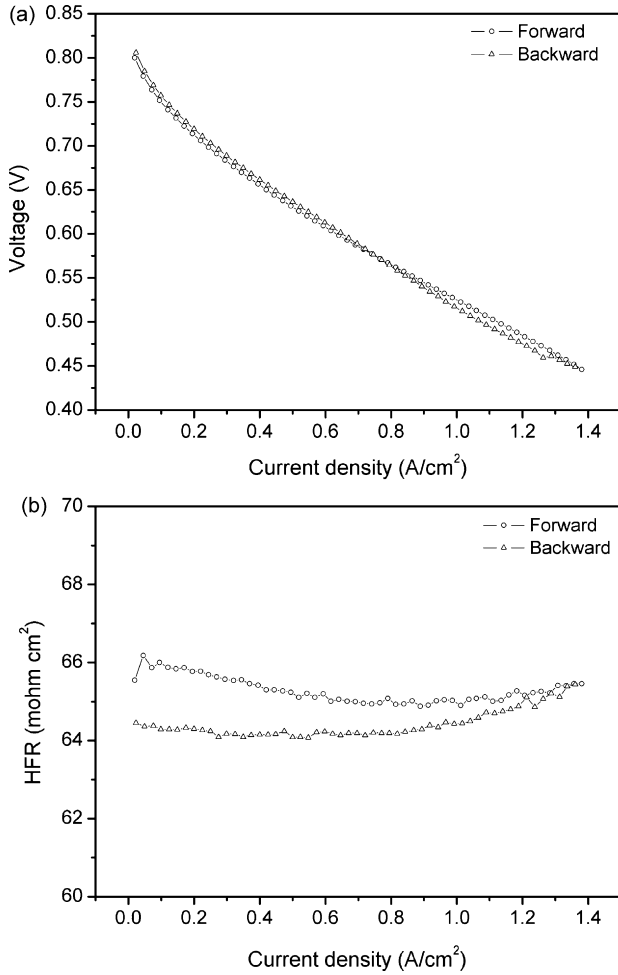 (a)
0.85
0.80
0.75
0.70
0.65
0.60
0.55
0.50
0.45
0.40
Voltage (V)
Forward
Backward
0.0 0.2 0.4 0.6 0.8 1.0 1.2 1.4
Current density (A/cm²)
(b)
70
68
66
64
62
60
HFR (mohm cm²)
Forward
Backward
0.0 0.2 0.4 0.6 0.8 1.0 1.2 1.4
Current density (A/cm²)